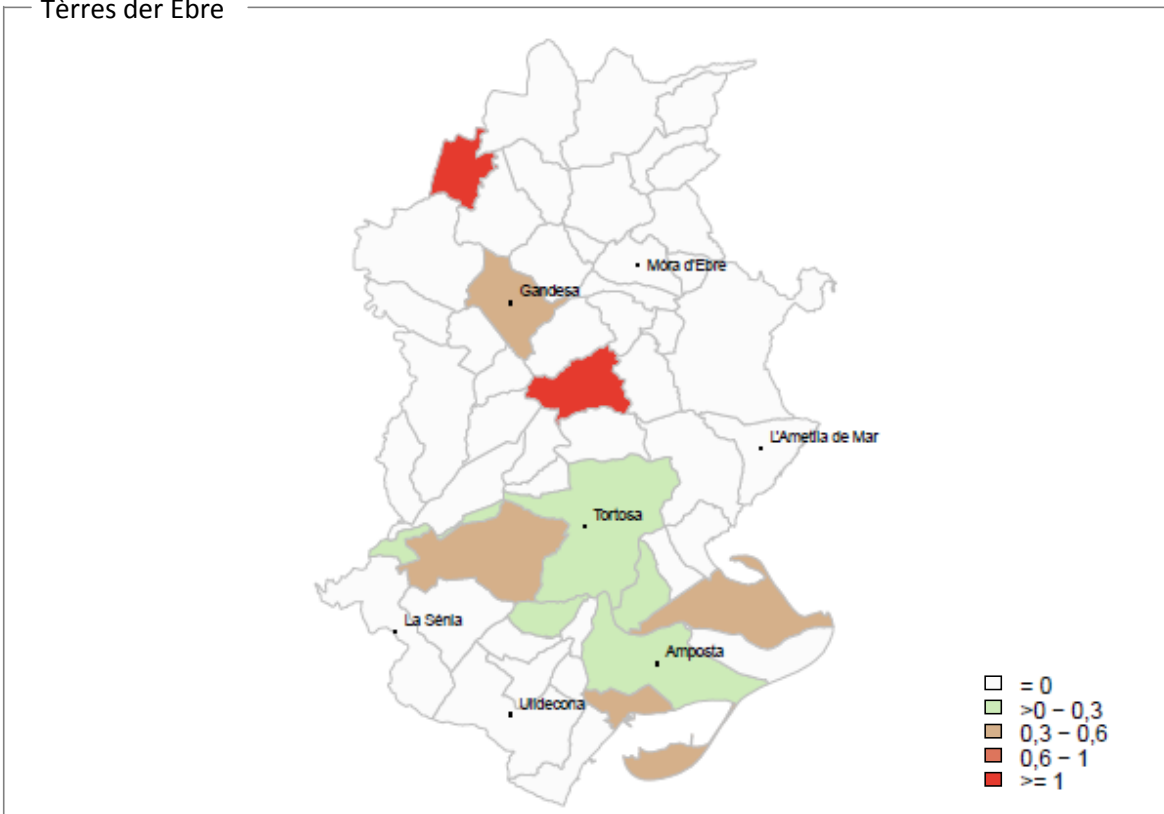 Tèrres der Ebre
Móra d'Ebre
Gandesa
L'Ametlla de Mar
Tortosa
La Sénia
Amposta
Ulldecona
= 0
>0 − 0,3
0,3 − 0,6
0,6 − 1
>= 1